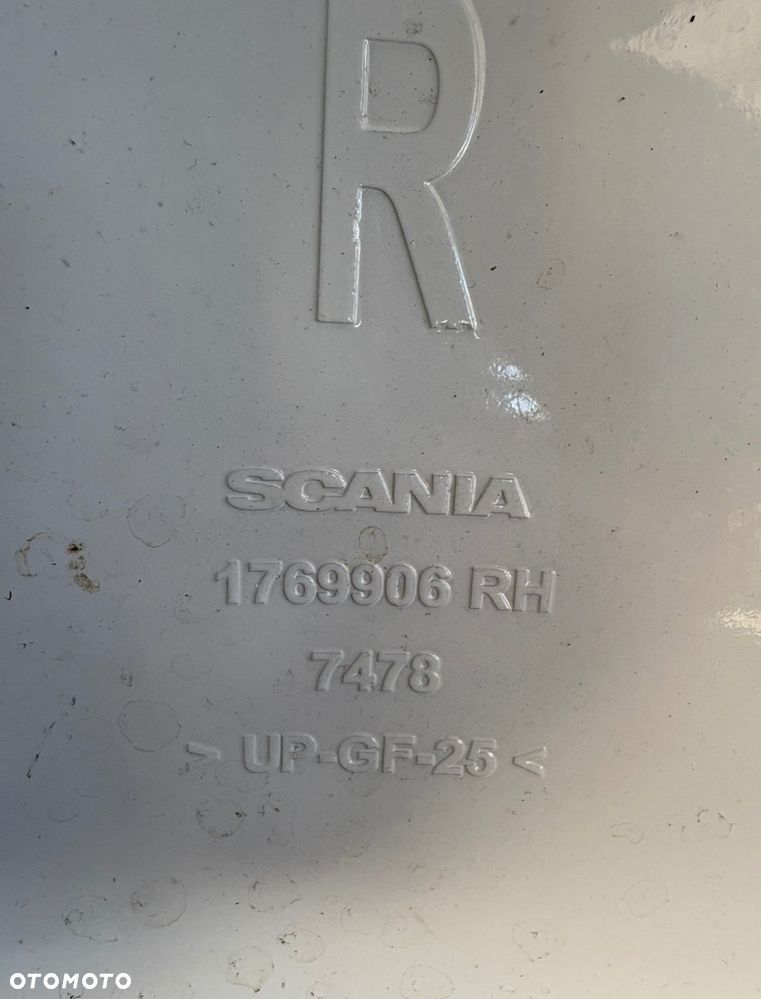 R
SCANIA
1769906 RH
7478
> UP-GF-25 <
OTOMOTO